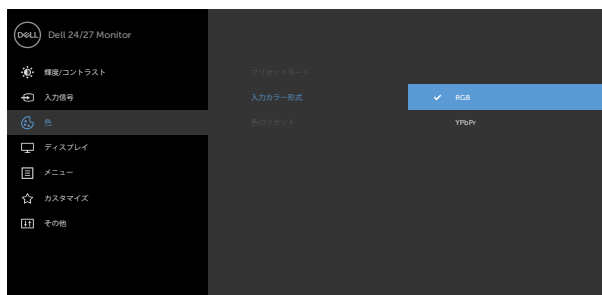 DELL
Dell 24/27 Monitor
輝度/コントラスト
入力信号
色
ディスプレイ
メニュー
カスタマイズ
その他
プリセットモード
入力カラー形式
色のリセット
RGB
YPbPr